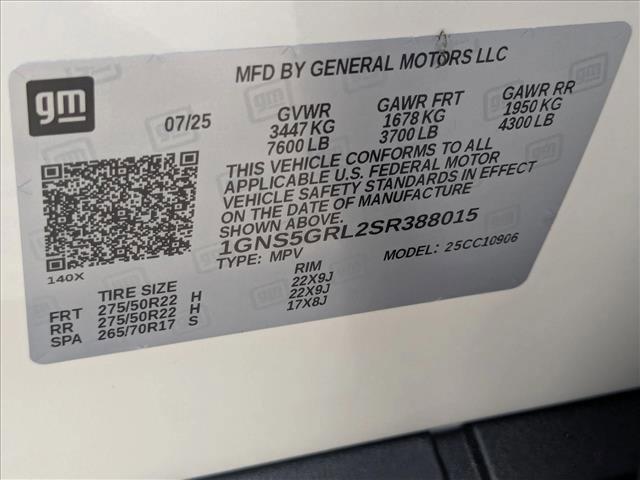 gm
MFD BY GENERAL MOTORS LLC
07/25
GVWR GAWR FRT GAWR RR
3447 KG 1678 KG 1950 KG
7600 LB 3700 LB 4300 LB
THIS VEHICLE CONFORMS TO ALL
APPLICABLE U.S. FEDERAL MOTOR
VEHICLE SAFETY STANDARDS IN EFFECT
ON THE DATE OF MANUFACTURE
SHOWN ABOVE.
1GNS5GRL2SR388015
TYPE: MPV MODEL: 25CC10906
140X
TIRE SIZE RIM
FRT 275/50R22 H 22X9J
RR 275/50R22 H 22X9J
SPA 265/70R17 S 17X8J